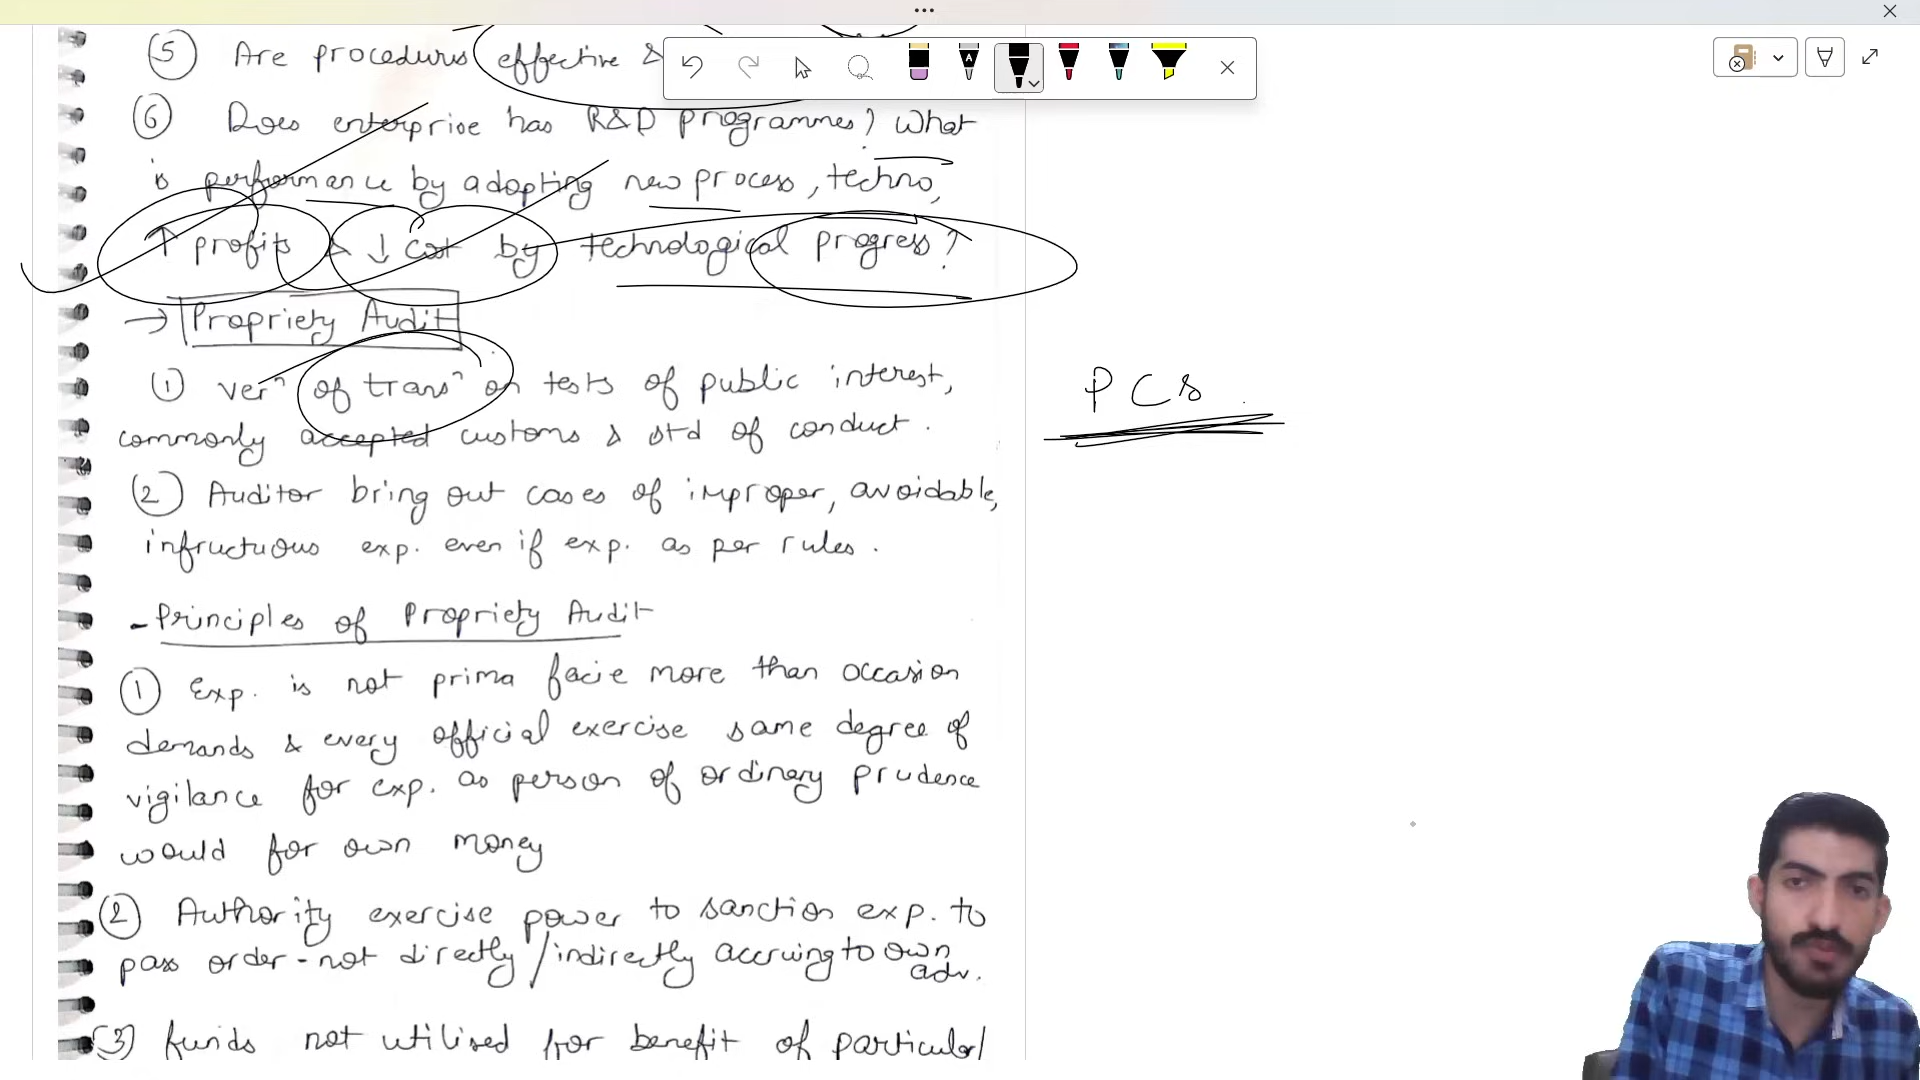 ⑤ Are procedures effective &
⑥ Does enterprise has R&D programmes? What
is performance by adopting new process, techno,
↑ profits & ↓ cost by technological progress?
→ Propriety Audit
① verⁿ of transⁿ on tests of public interest,
commonly accepted customs & std of conduct.
② Auditor bring out cases of improper, avoidable,
infructuous exp. even if exp. as per rules.
- Principles of Propriety Audit
① Exp. is not prima facie more than occasion
demands & every official exercise same degree of
vigilance for exp. as person of ordinary prudence
would for own money
② Authority exercise power to sanction exp. to
pass order - not directly/indirectly accruing to own
adv.
③ funds not utilised for benefit of particular/
PCS